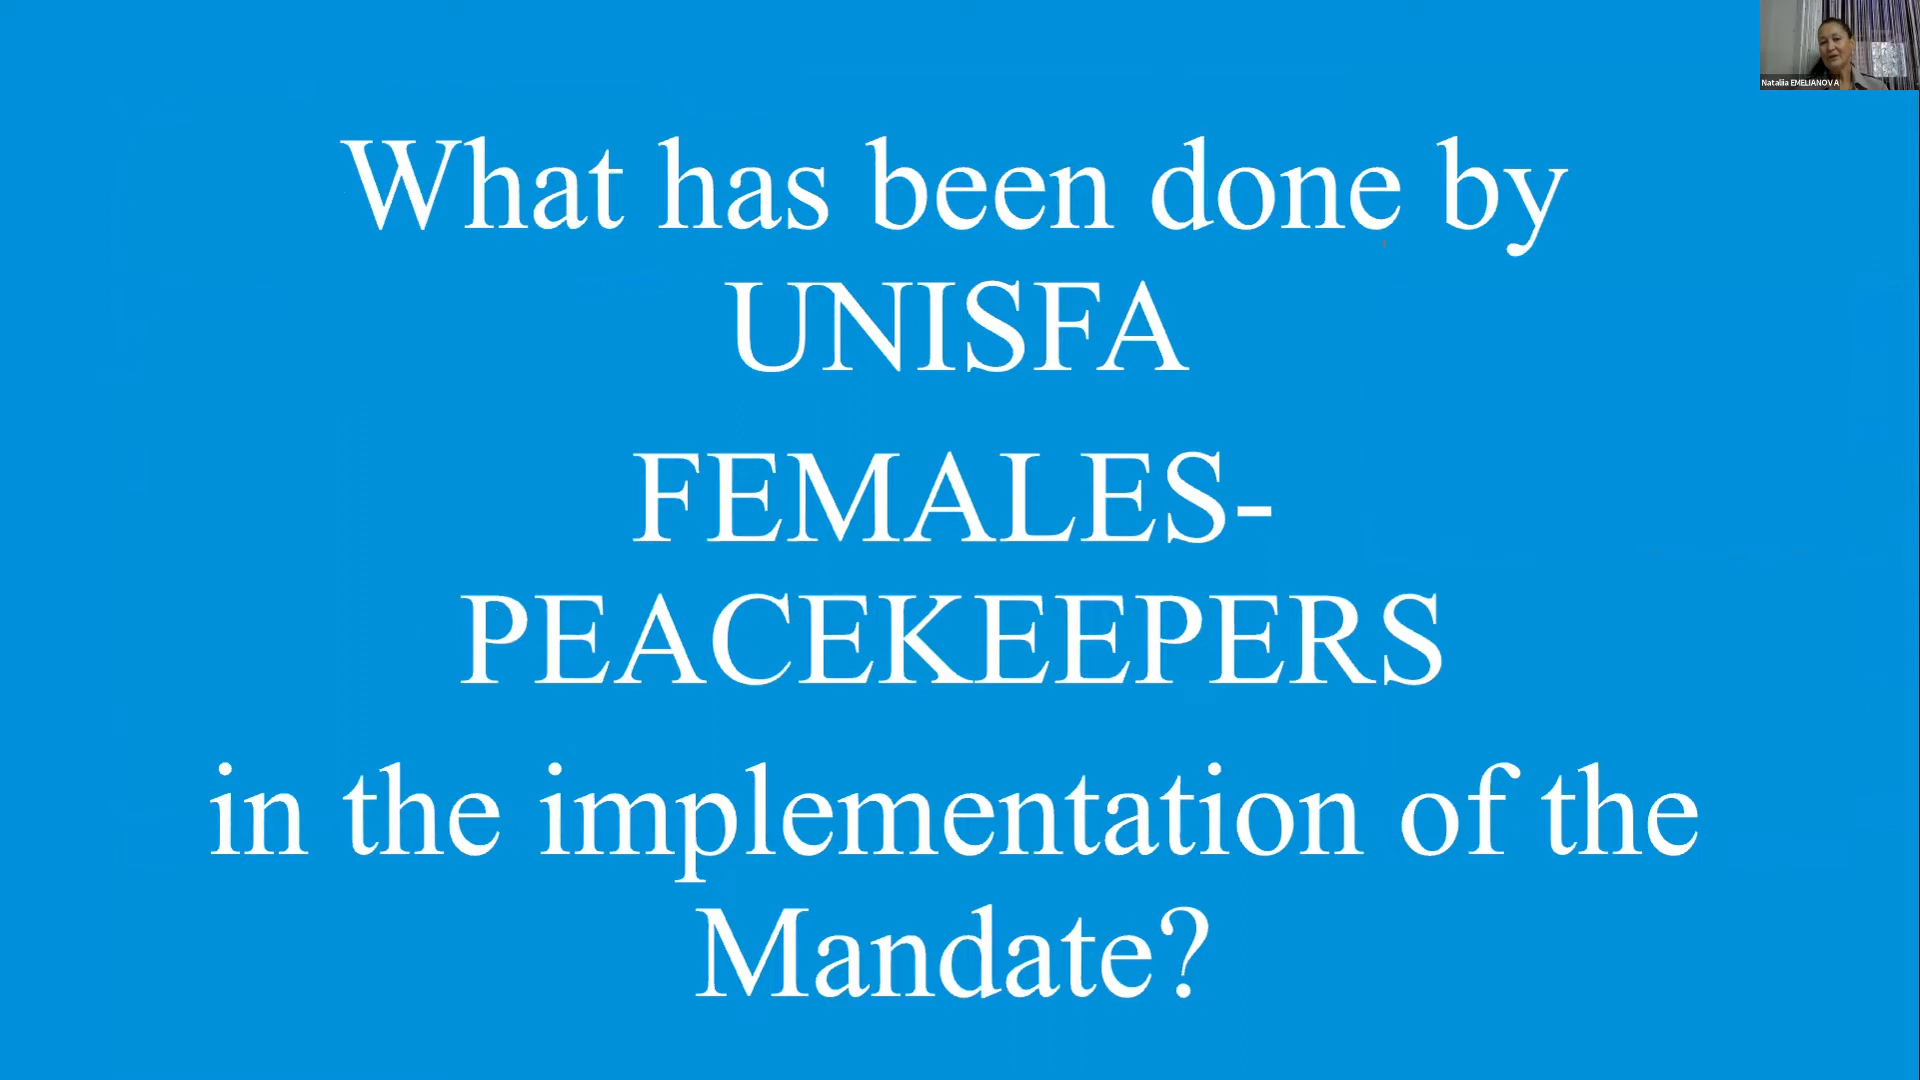 Nataliia EMELIANOVA
What has been done by
UNISFA
FEMALES-
PEACEKEEPERS
in the implementation of the
Mandate?